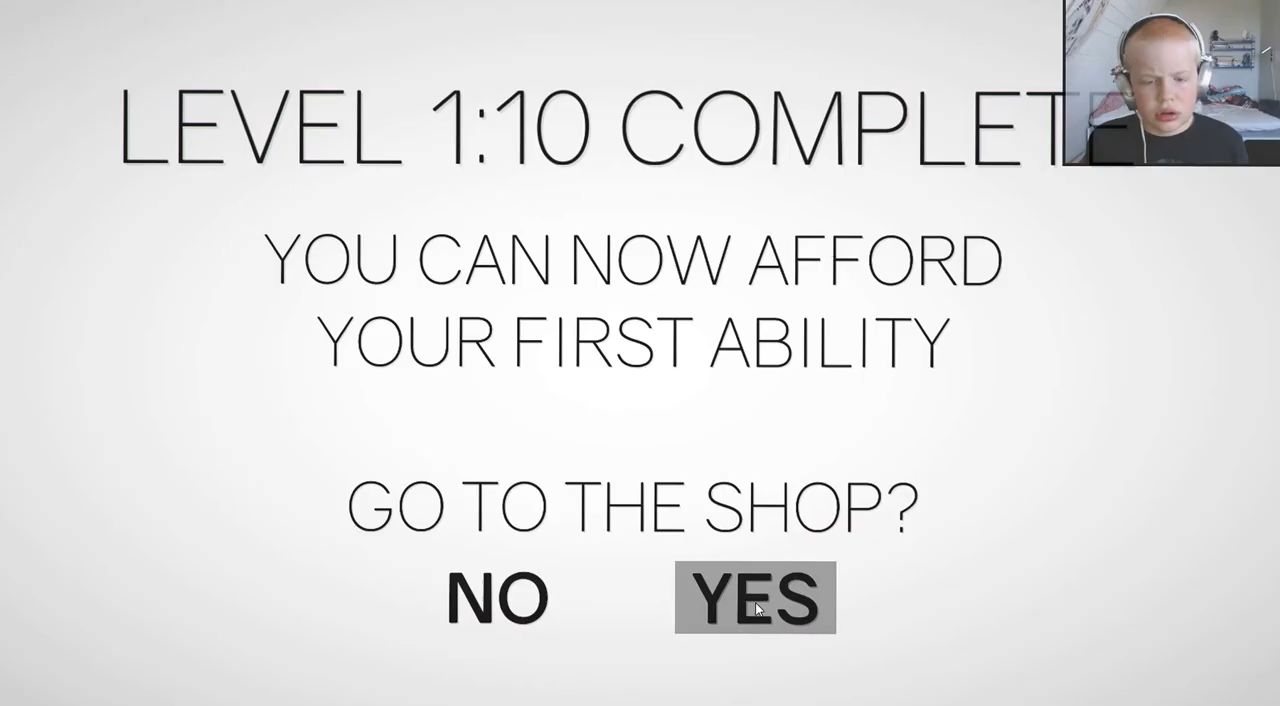 LEVEL 1:10 COMPLETE
YOU CAN NOW AFFORD
YOUR FIRST ABILITY
GO TO THE SHOP?
NO YES